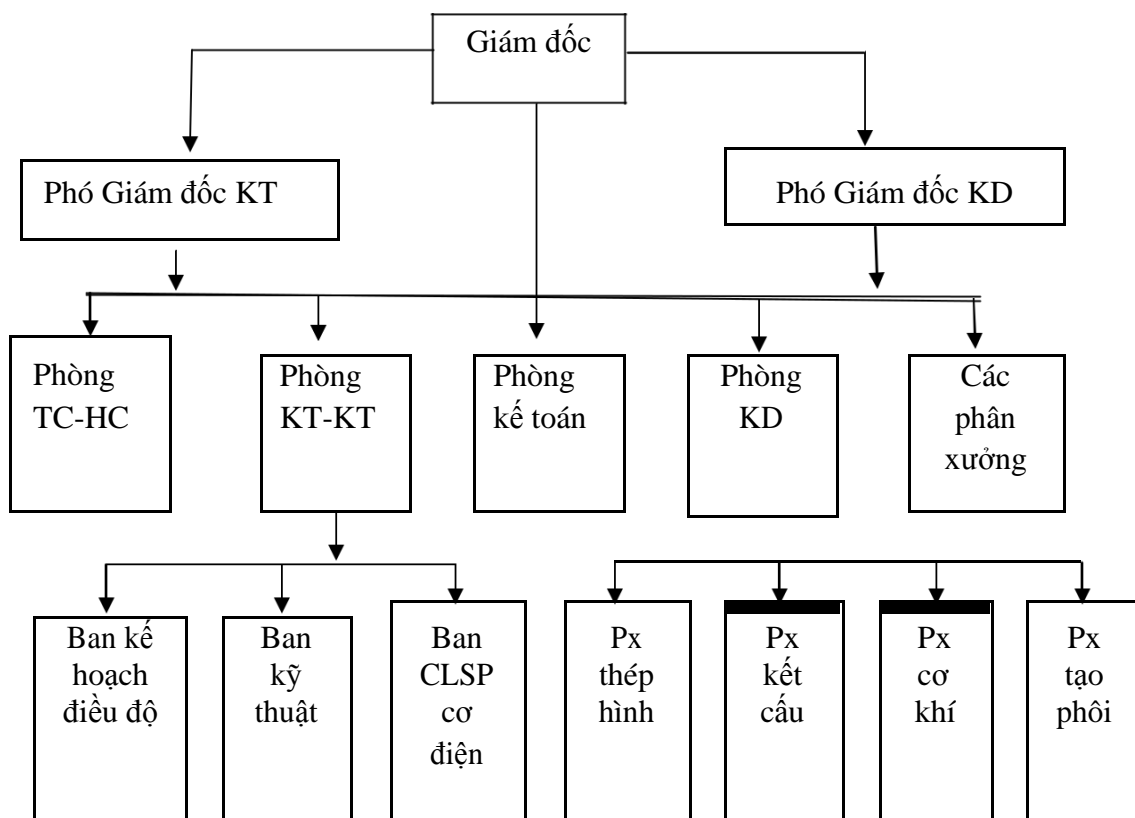 Giám đốc
Phó Giám đốc KT
Phó Giám đốc KD
Phòng
TC-HC
Phòng
KT-KT
Phòng
kế toán
Phòng
KD
Các
phân
xưởng
Ban kế
hoạch
điều độ
Ban
kỹ
thuật
Ban
CLSP
cơ
điện
Px
thép
hình
Px
kết
cấu
Px
cơ
khí
Px
tạo
phôi